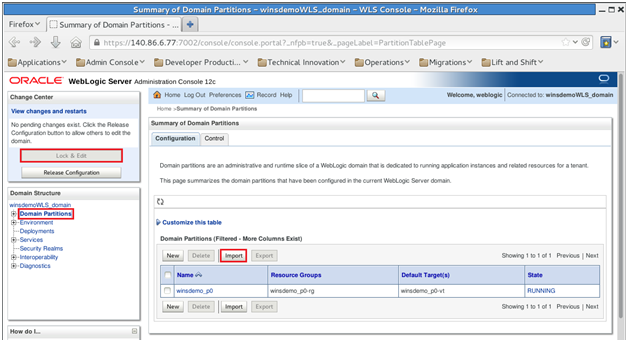 Summary of Domain Partitions - winsdemoWLS_domain - WLS Console - Mozilla Firefox
Firefox
Summary of Domain Partitions - ...
https://140.86.6.77:7002/console/console.portal?_nfpb=true&_pageLabel=PartitionTablePage
Applications Admin Console Developer Producti... Technical Innovation Operations Migrations Lift and Shift
ORACLE WebLogic Server Administration Console 12c
Change Center
View changes and restarts
No pending changes exist. Click the Release
Configuration button to allow others to edit the
domain.
Lock & Edit
Release Configuration
Domain Structure
winsdemoWLS_domain
Domain Partitions
Environment
Deployments
Services
Security Realms
Interoperability
Diagnostics
How do I...
Home Log Out Preferences Record Help
Welcome, weblogic Connected to: winsdemoWLS_domain
Home >Summary of Domain Partitions
Summary of Domain Partitions
Configuration Control
Domain partitions are an administrative and runtime slice of a WebLogic domain that is dedicated to running application instances and related resources for a tenant.
This page summarizes the domain partitions that have been configured in the current WebLogic Server domain.
Customize this table
Domain Partitions (Filtered - More Columns Exist)
New Delete Import Export Showing 1 to 1 of 1 Previous | Next
Name Resource Groups Default Target(s) State
winsdemo_p0 winsdemo_p0-rg winsdemo_p0-vt RUNNING
New Delete Import Export Showing 1 to 1 of 1 Previous | Next